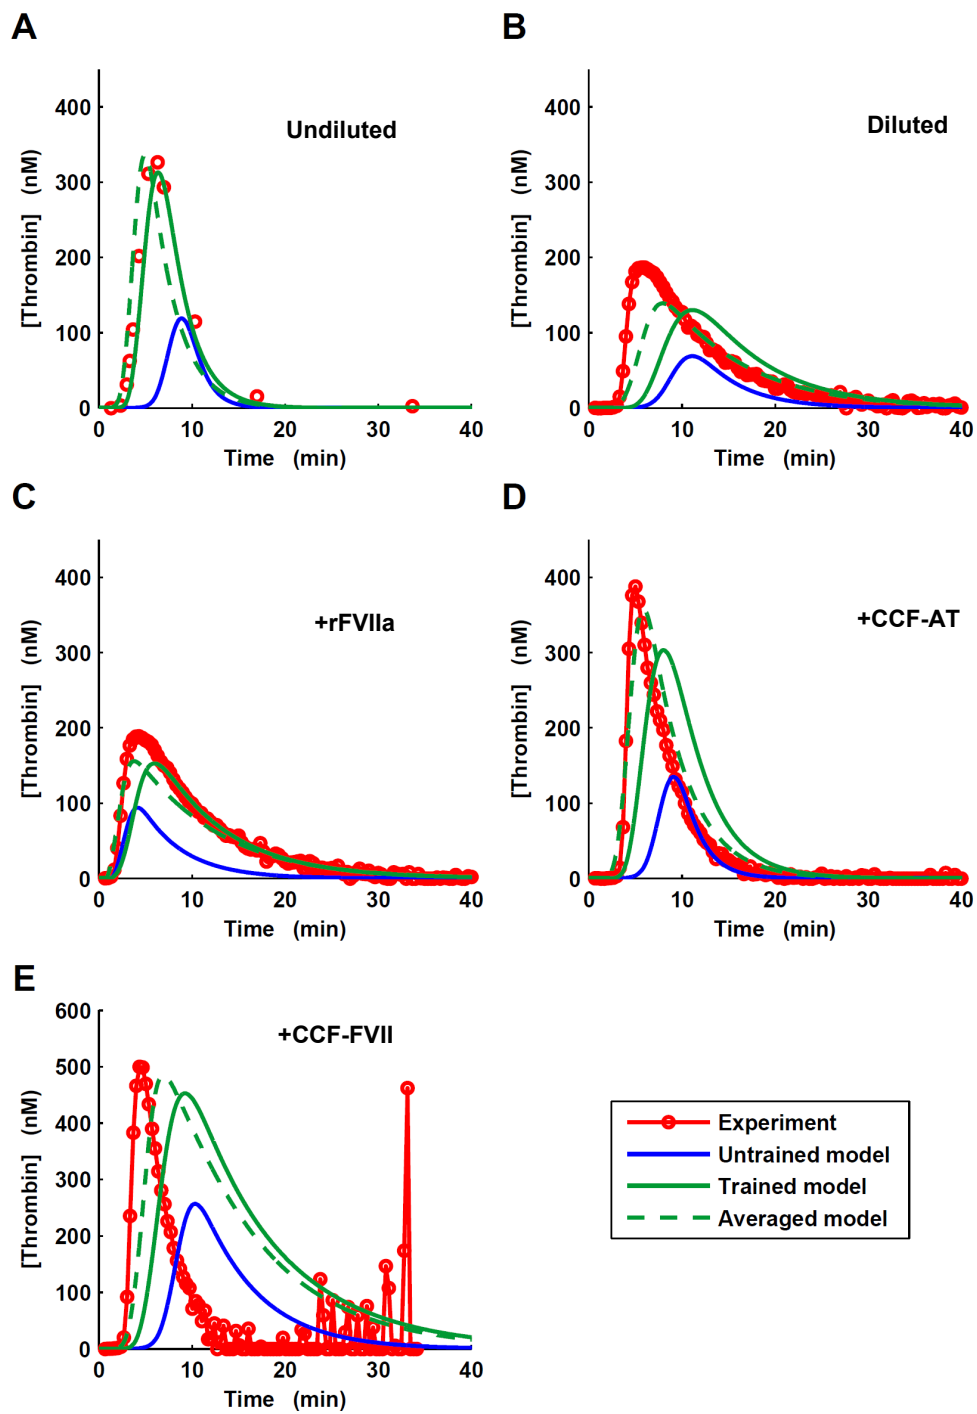 A
B
Undiluted
Diluted
[Thrombin] (nM)
400
300
200
100
0
0 10 20 30 40
Time (min)
[Thrombin] (nM)
400
300
200
100
0
0 10 20 30 40
Time (min)
C
D
+rFVIIa
+CCF-AT
[Thrombin] (nM)
400
300
200
100
0
0 10 20 30 40
Time (min)
[Thrombin] (nM)
400
300
200
100
0
0 10 20 30 40
Time (min)
E
+CCF-FVII
[Thrombin] (nM)
600
500
400
300
200
100
0
0 10 20 30 40
Time (min)
Experiment
Untrained model
Trained model
Averaged model